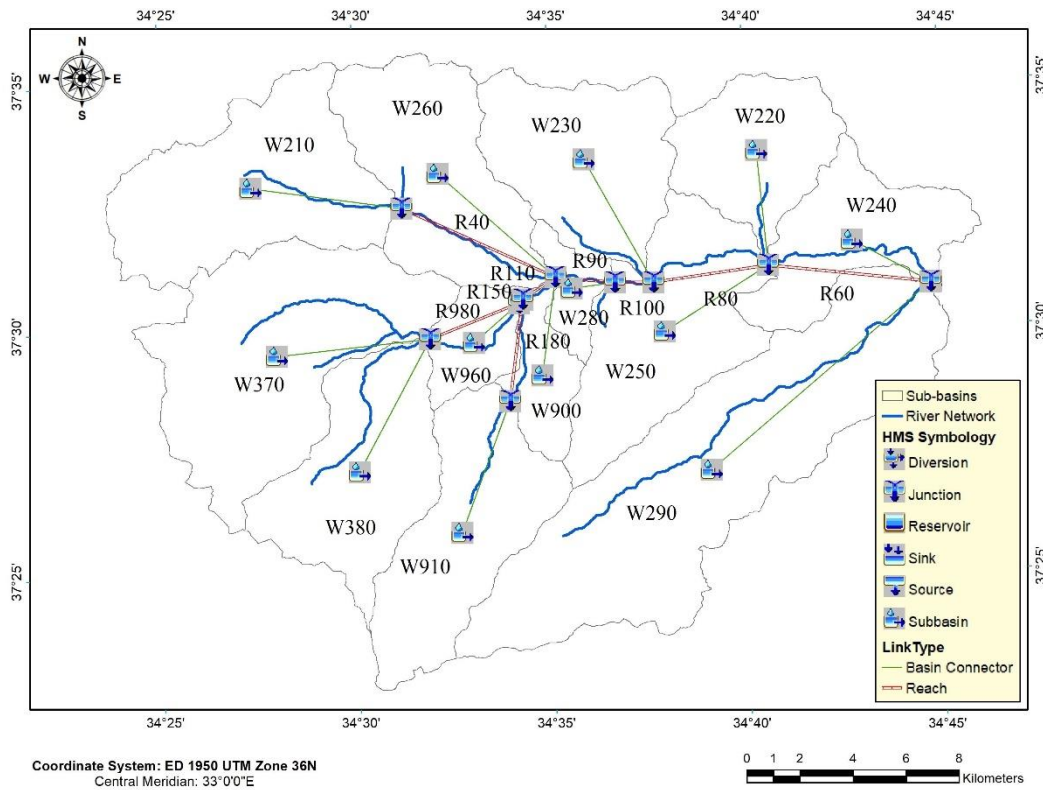 34°25' 34°30' 34°35' 34°40' 34°45'
37°35' 37°35'
N
W E
S
W260
W230
W220
W210
W240
R40
R90
R110
R150
R980
W280
R100
R80
R60
37°30' 37°30'
R180
W960
W250
W370
W900
W290
W380
W910
37°25' 37°25'
Sub-basins
River Network
HMS Symbology
Diversion
Junction
Reservoir
Sink
Source
Subbasin
LinkType
Basin Connector
Reach
34°25' 34°30' 34°35' 34°40' 34°45'
Coordinate System: ED 1950 UTM Zone 36N
Central Meridian: 33°0'0"E
0 1 2 4 6 8
Kilometers